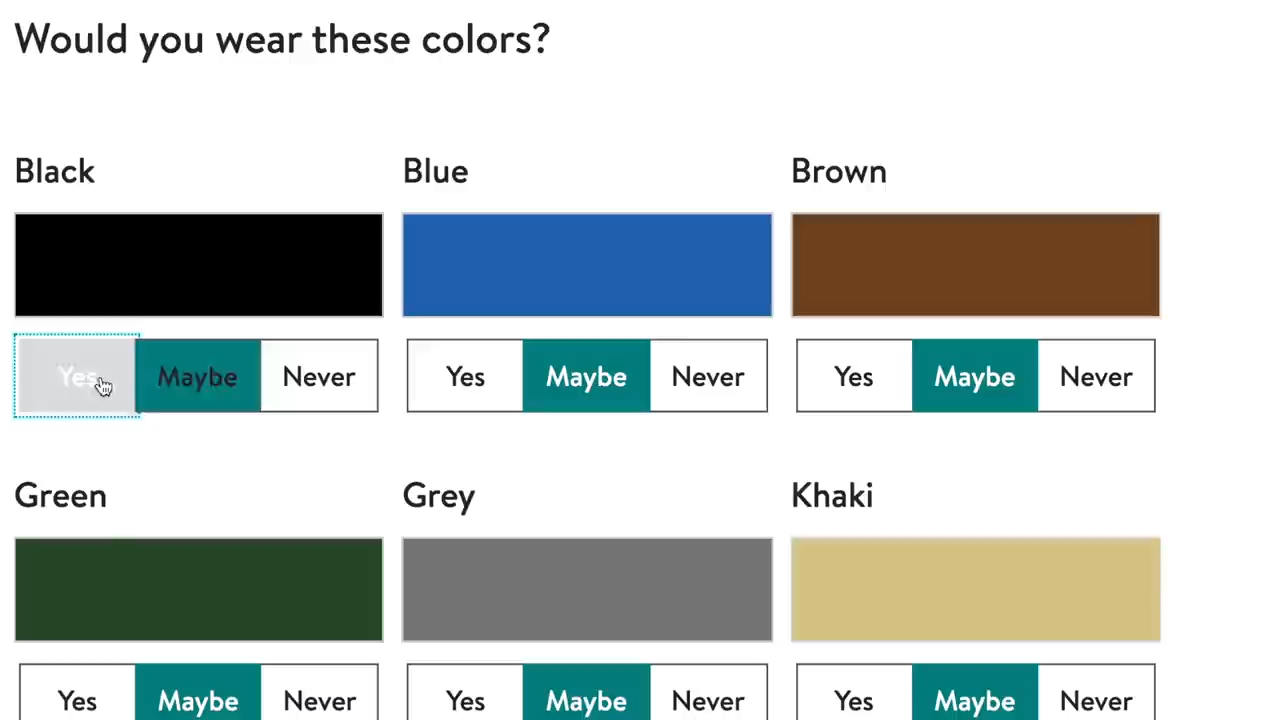 Would you wear these colors?
Black Blue Brown
Yes Maybe Never Yes Maybe Never Yes Maybe Never
Green Grey Khaki
Yes Maybe Never Yes Maybe Never Yes Maybe Never